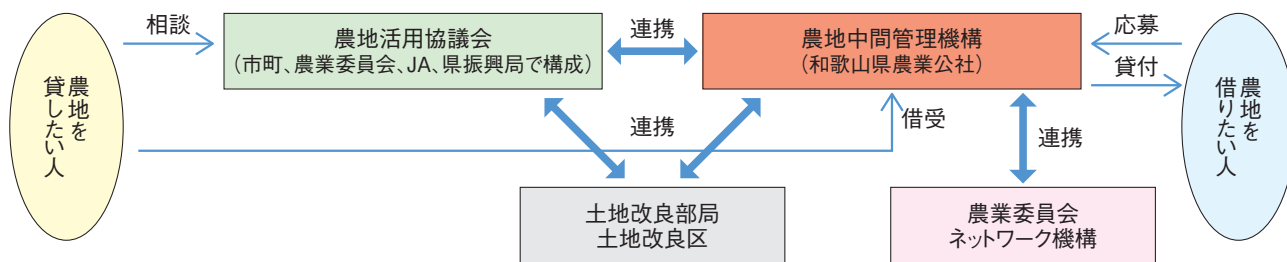 相談
農地活用協議会
(市町、農業委員会、JA、県振興局で構成)
連携
農地中間管理機構
(和歌山県農業公社)
応募
貸付
農地を
貸したい人
農地を
借りたい人
連携
借受
連携
土地改良部局
土地改良区
農業委員会
ネットワーク機構